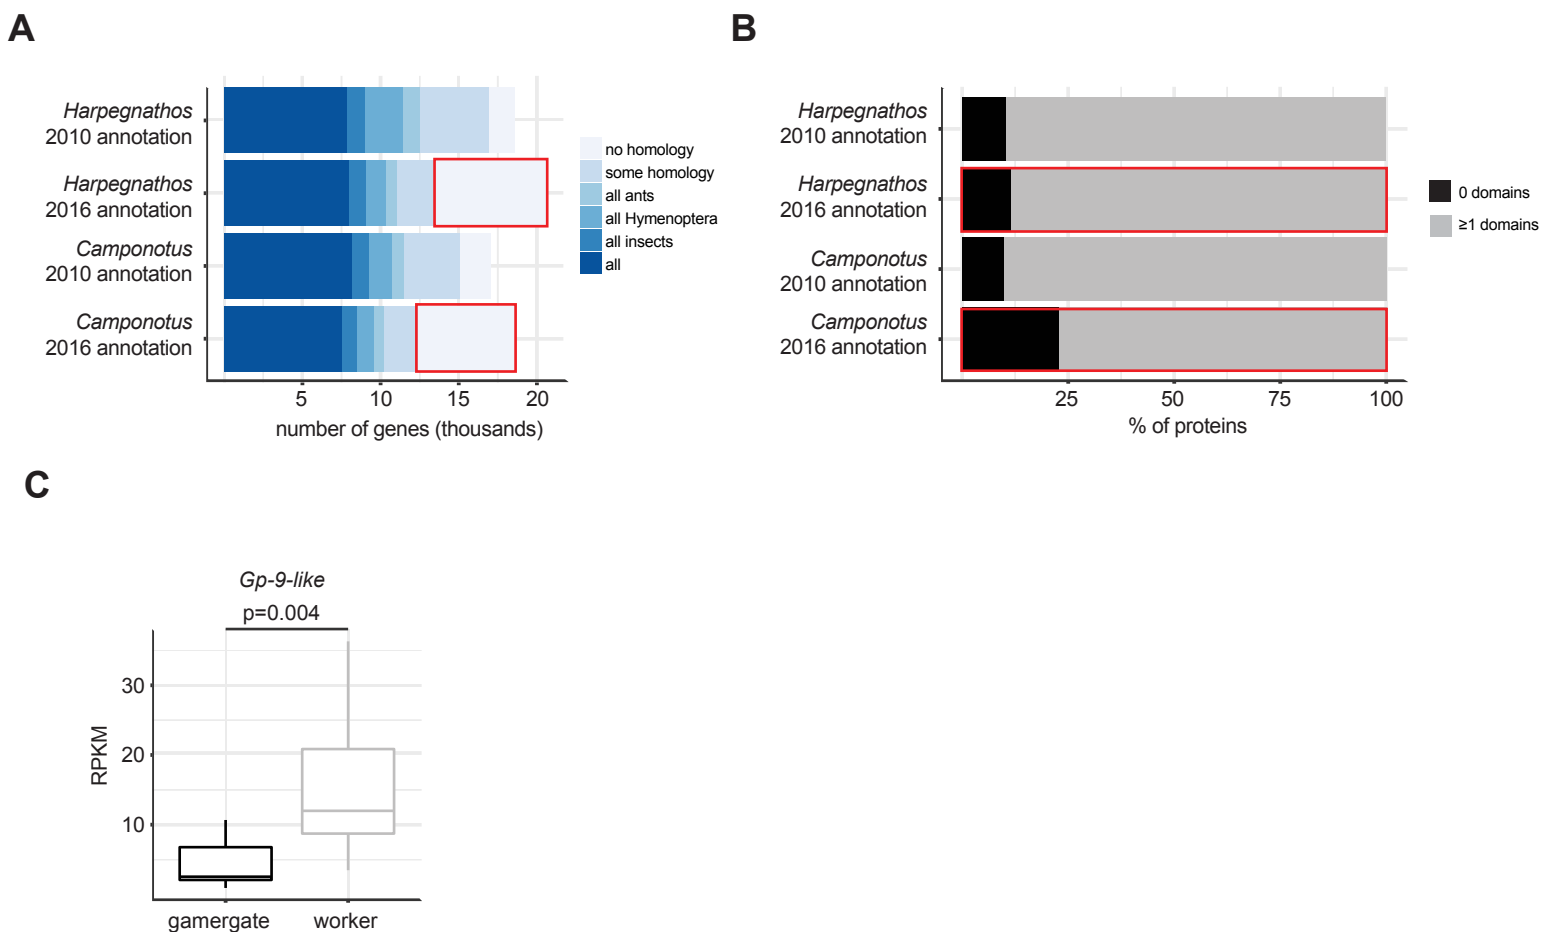 A
Harpegnathos
2010 annotation
Harpegnathos
2016 annotation
Camponotus
2010 annotation
Camponotus
2016 annotation
5 10 15 20
number of genes (thousands)
no homology
some homology
all ants
all Hymenoptera
all insects
all
B
Harpegnathos
2010 annotation
Harpegnathos
2016 annotation
Camponotus
2010 annotation
Camponotus
2016 annotation
25 50 75 100
% of proteins
0 domains
≥1 domains
C
Gp-9-like
p=0.004
RPKM
30
20
10
gamergate worker